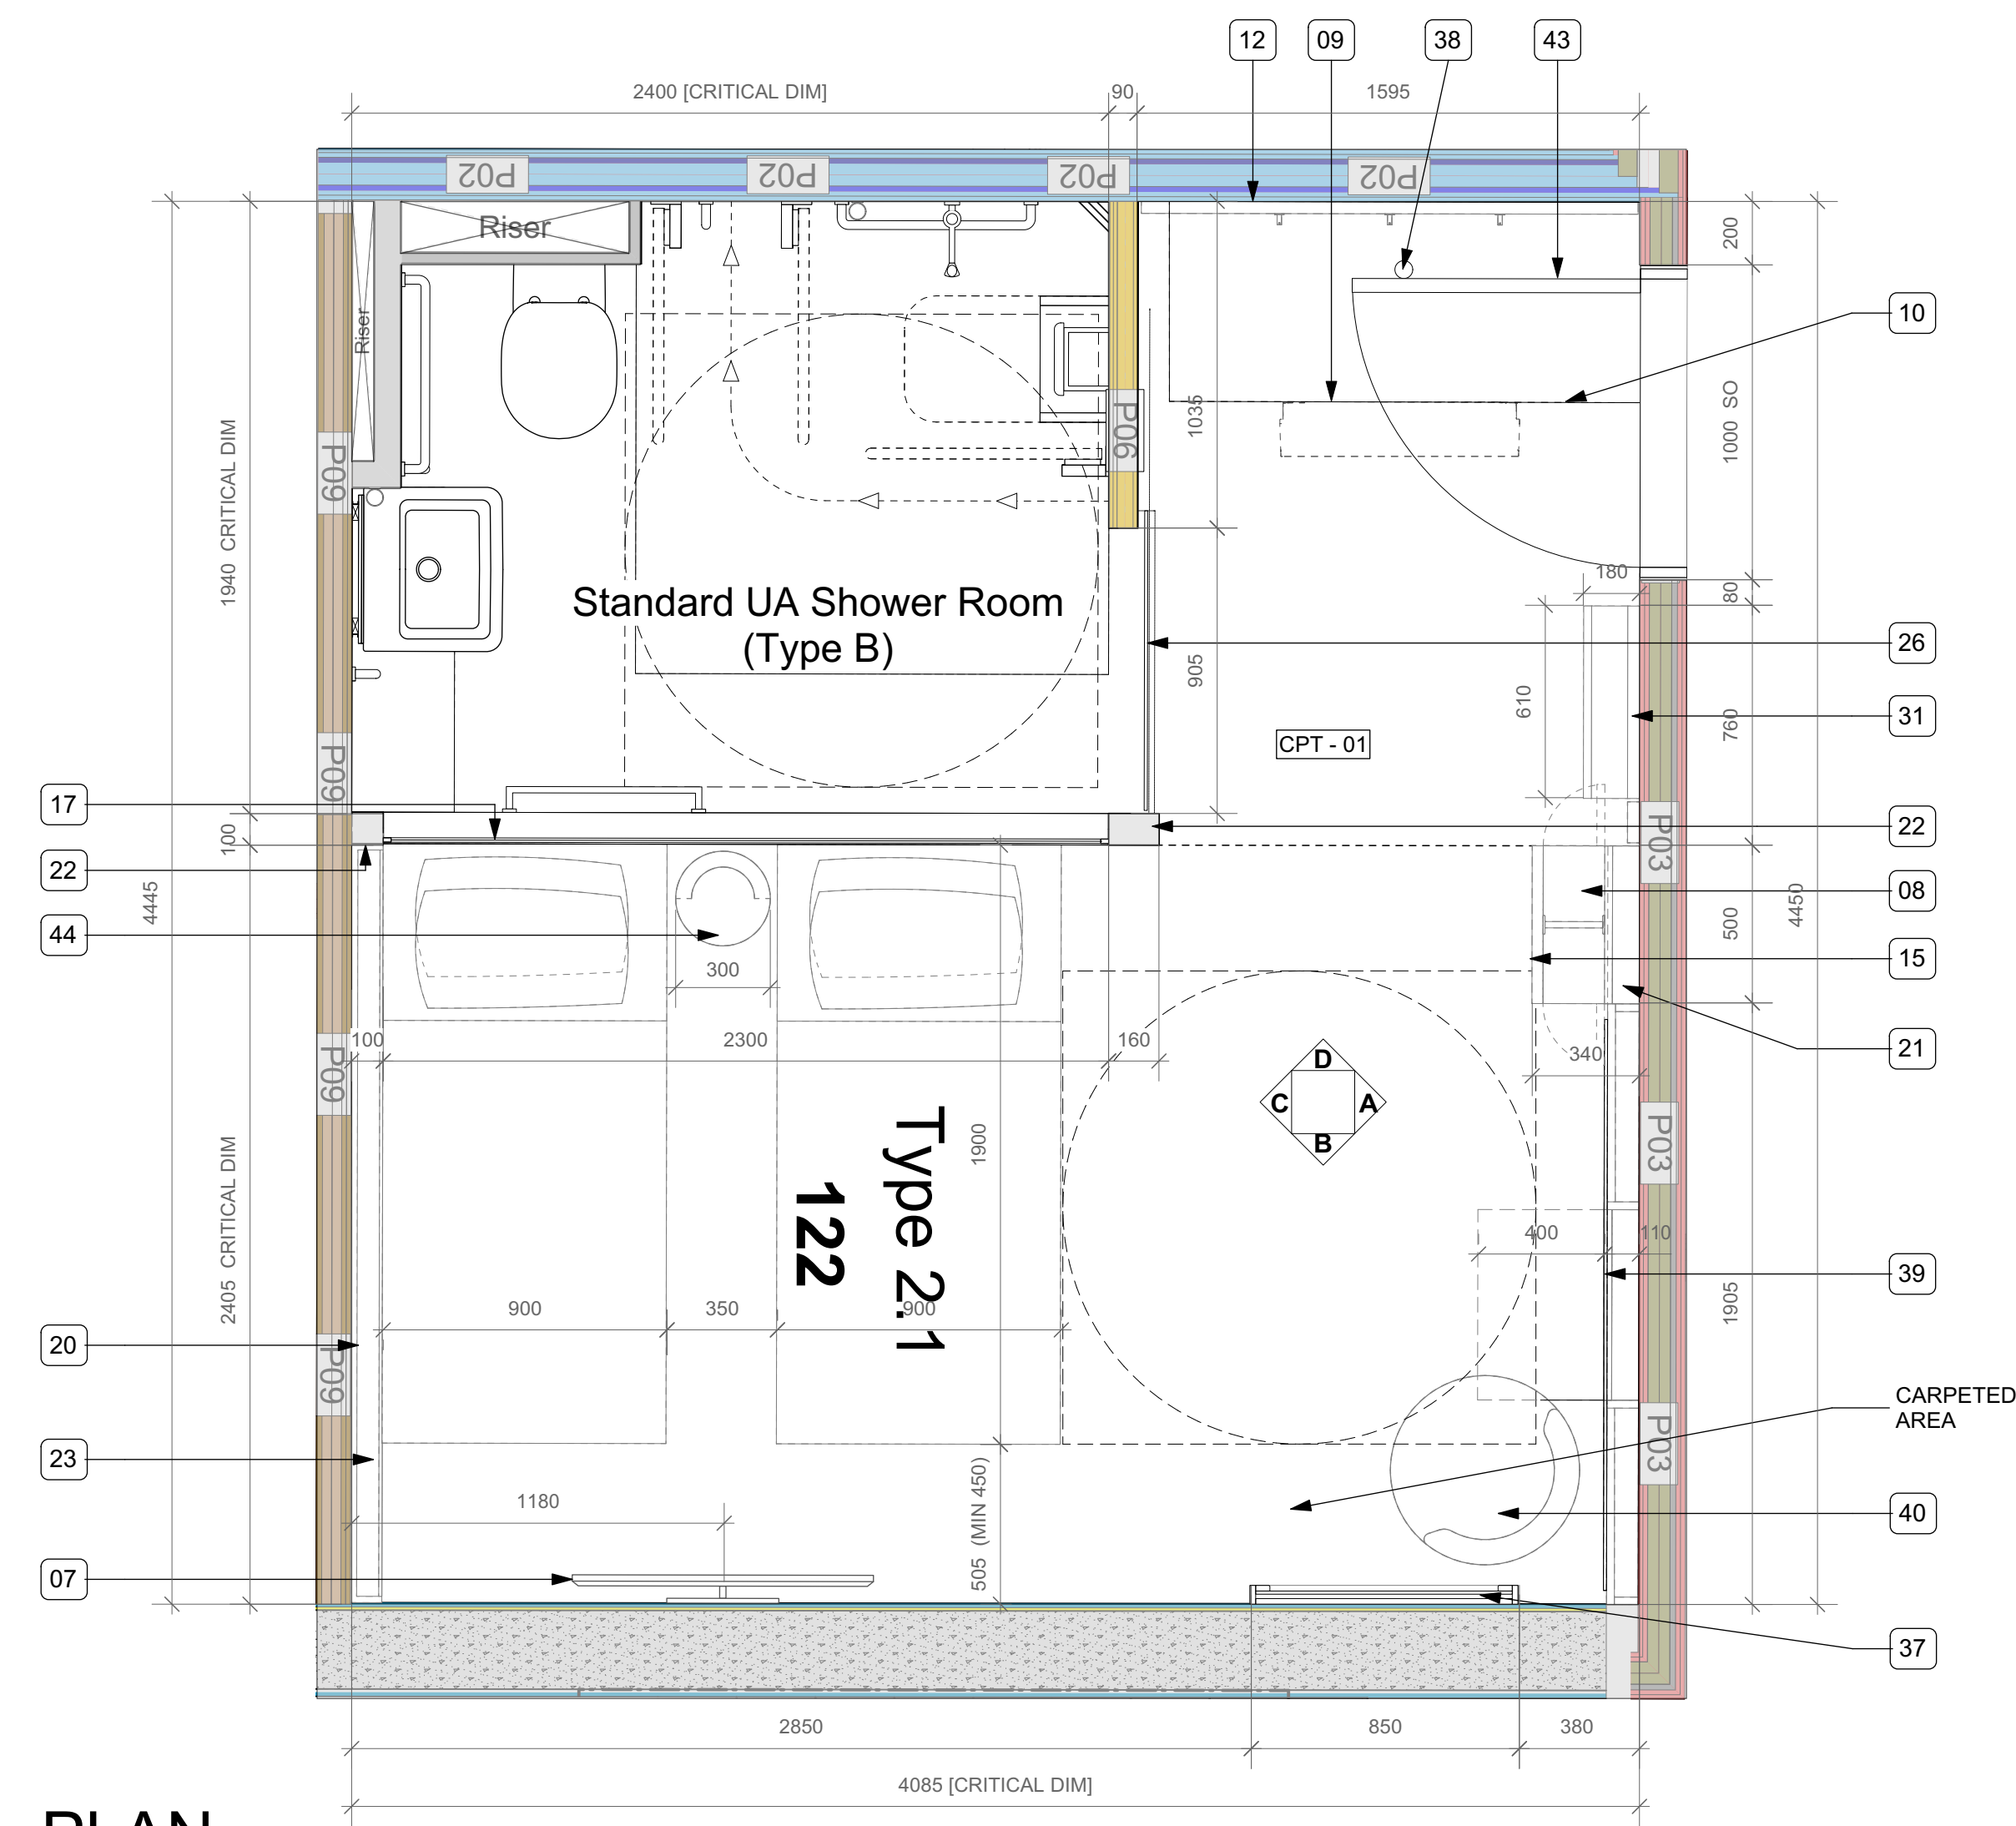 12
09
38
43
2400 [CRITICAL DIM]
90
1595
P02
P02
P02
P02
Riser
Riser
200
10
1000 SO
1035
P06
P09
1940 CRITICAL DIM
180
80
Standard UA Shower Room
(Type B)
26
905
610
760
31
CPT - 01
P09
17
22
100
P03
22
4445
08
4450
500
44
15
300
100
2300
160
340
21
P09
D
C
A
B
Type 2.1
122
1900
P03
2405 CRITICAL DIM
400
110
39
900
350
900
1905
20
P09
CARPETED
AREA
P03
23
1180
505 (MIN 450)
40
07
37
2850
850
380
4085 [CRITICAL DIM]
PLAN